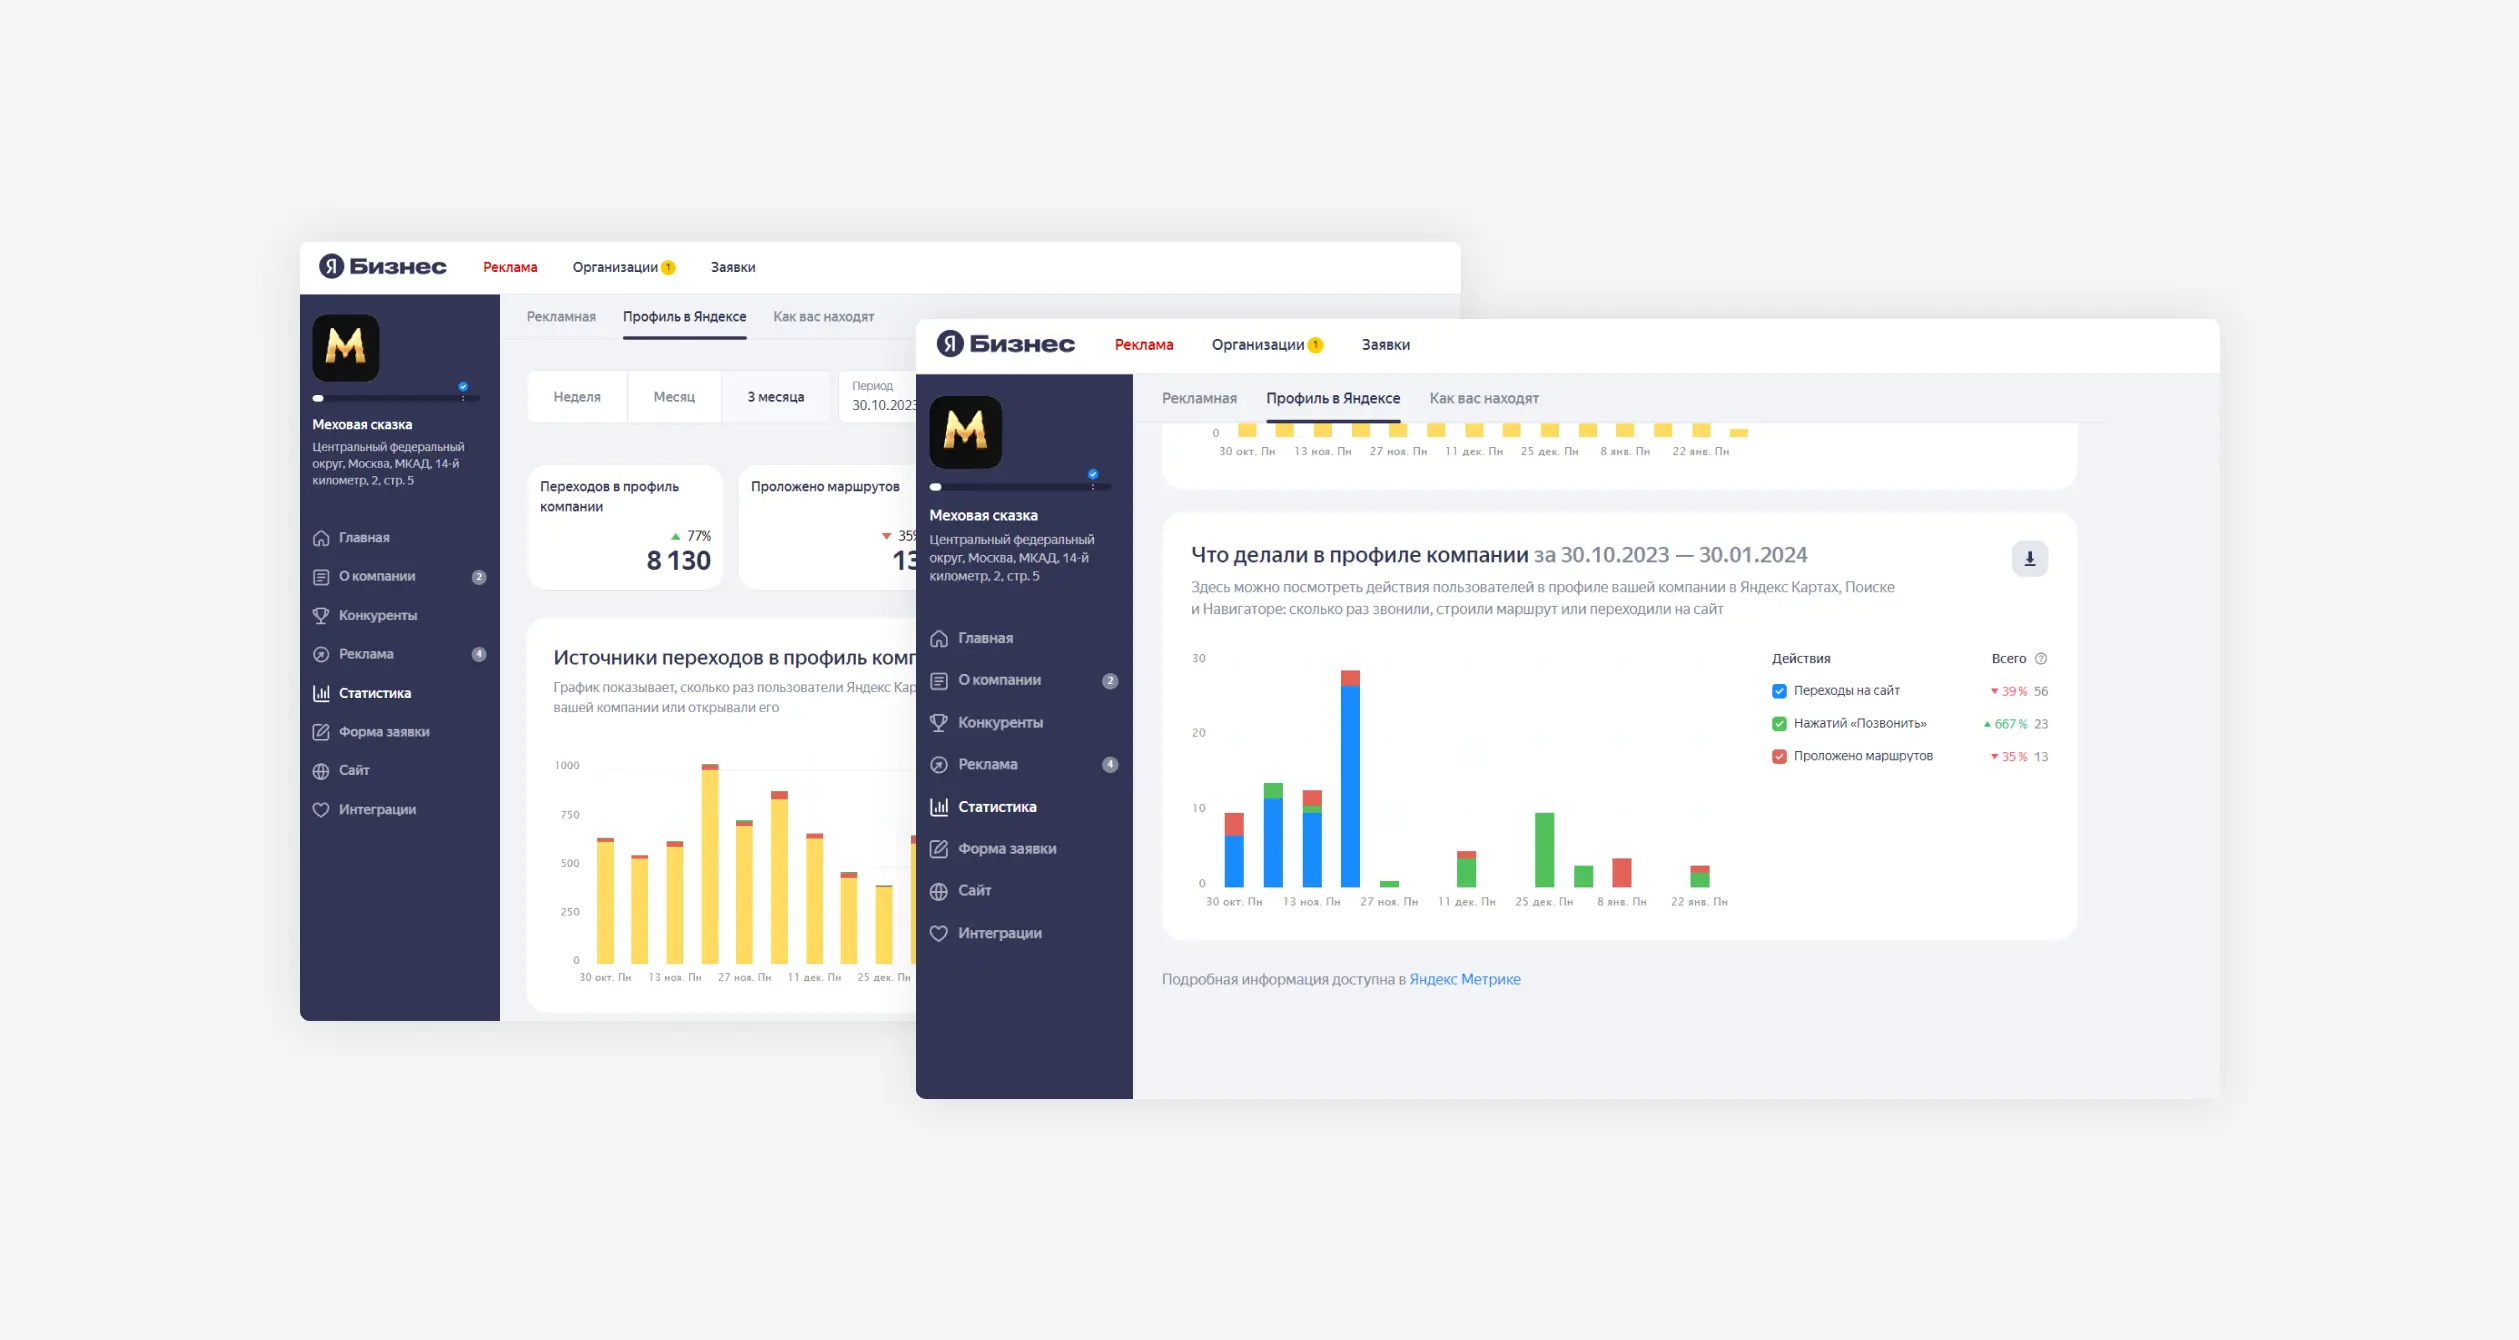 Я Бизнес
Реклама
Организации 1
Заявки
М
Меховая сказка
Центральный федеральный
округ, Москва, МКАД, 14-й
километр, 2, стр. 5
Главная
О компании 2
Конкуренты
Реклама 4
Статистика
Форма заявки
Сайт
Интеграции
Рекламная
Профиль в Яндексе
Как вас находят
Неделя
Месяц
3 месяца
Период
30.10.2023
Переходов в профиль
компании
77%
8 130
Проложено маршрутов
35%
13
Источники переходов в профиль комп
График показывает, сколько раз пользователи Яндекс Кар
вашей компании или открывали его
1000
750
500
250
0
30 окт. Пн 13 ноя. Пн 27 ноя. Пн 11 дек. Пн 25 дек. Пн
Я Бизнес
Реклама
Организации 1
Заявки
М
Меховая сказка
Центральный федеральный
округ, Москва, МКАД, 14-й
километр, 2, стр. 5
Главная
О компании 2
Конкуренты
Реклама 4
Статистика
Форма заявки
Сайт
Интеграции
Рекламная
Профиль в Яндексе
Как вас находят
0
30 окт. Пн 13 ноя. Пн 27 ноя. Пн 11 дек. Пн 25 дек. Пн 8 янв. Пн 22 янв. Пн
Что делали в профиле компании за 30.10.2023 — 30.01.2024
Здесь можно посмотреть действия пользователей в профиле вашей компании в Яндекс Картах, Поиске
и Навигаторе: сколько раз звонили, строили маршрут или переходили на сайт
30
20
10
0
30 окт. Пн 13 ноя. Пн 27 ноя. Пн 11 дек. Пн 25 дек. Пн 8 янв. Пн 22 янв. Пн
Действия Всего ?
Переходы на сайт 39 % 56
Нажатий «Позвонить» 667 % 23
Проложено маршрутов 35 % 13
Подробная информация доступна в Яндекс Метрике